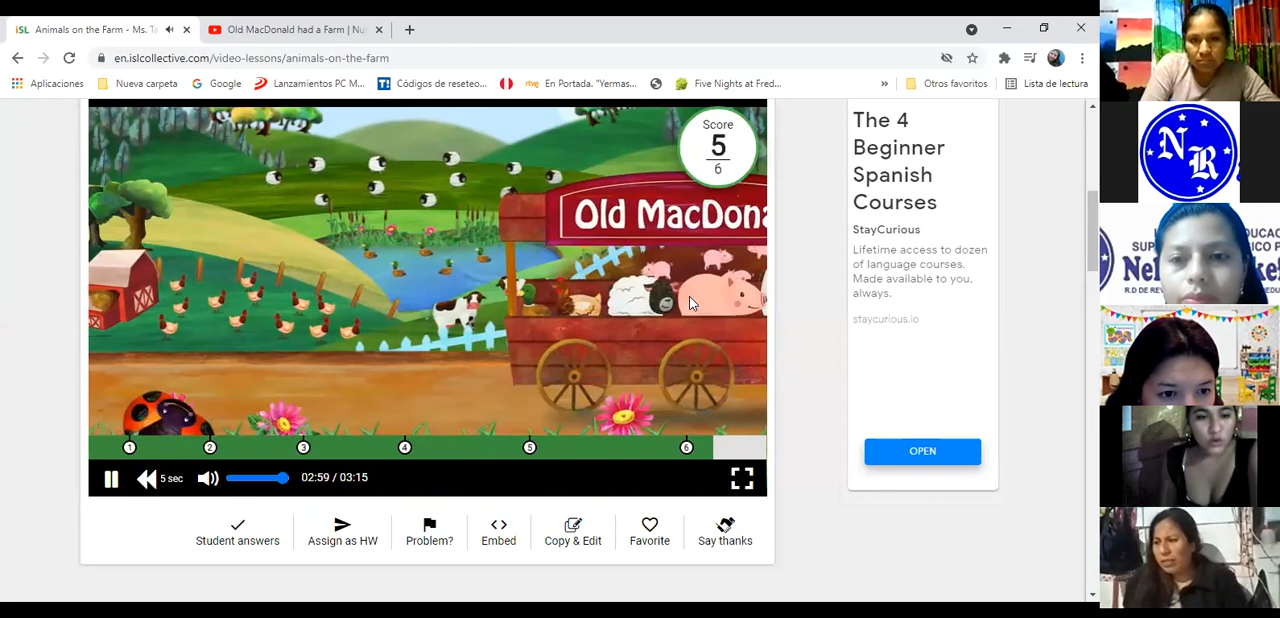 Animals on the Farm - Ms. Ta
Old MacDonald had a Farm | Nu
en.islcollective.com/video-lessons/animals-on-the-farm
Aplicaciones
Nueva carpeta
Google
Lanzamientos PC M...
Códigos de reseteo...
En Portada. "Yermas...
Five Nights at Fred...
»
Otros favoritos
Lista de lectura
Score
5
6
Old MacDona
1 2 3 4 5 6
5 sec
02:59 / 03:15
Student answers
Assign as HW
Problem?
Embed
Copy & Edit
Favorite
Say thanks
The 4
Beginner
Spanish
Courses
StayCurious
Lifetime access to dozen
of language courses.
Made available to you,
always.
staycurious.io
OPEN
NR